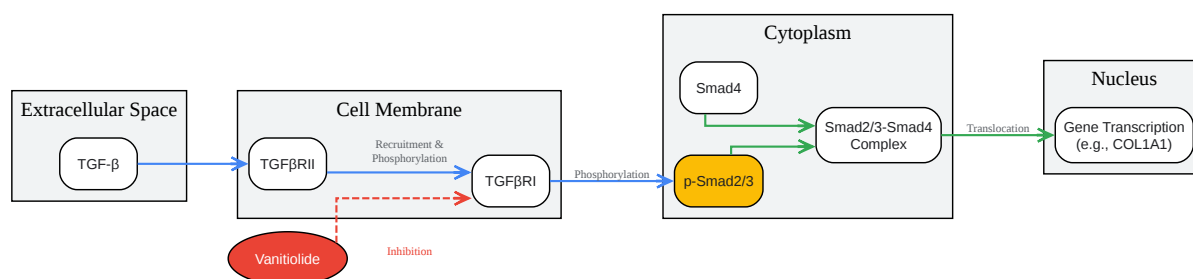 Extracellular Space
TGF-β
Cell Membrane
TGFβRII
Recruitment &
Phosphorylation
TGFβRI
Vanitiolide
Inhibition
Phosphorylation
Cytoplasm
Smad4
p-Smad2/3
Smad2/3-Smad4
Complex
Translocation
Nucleus
Gene Transcription
(e.g., COL1A1)